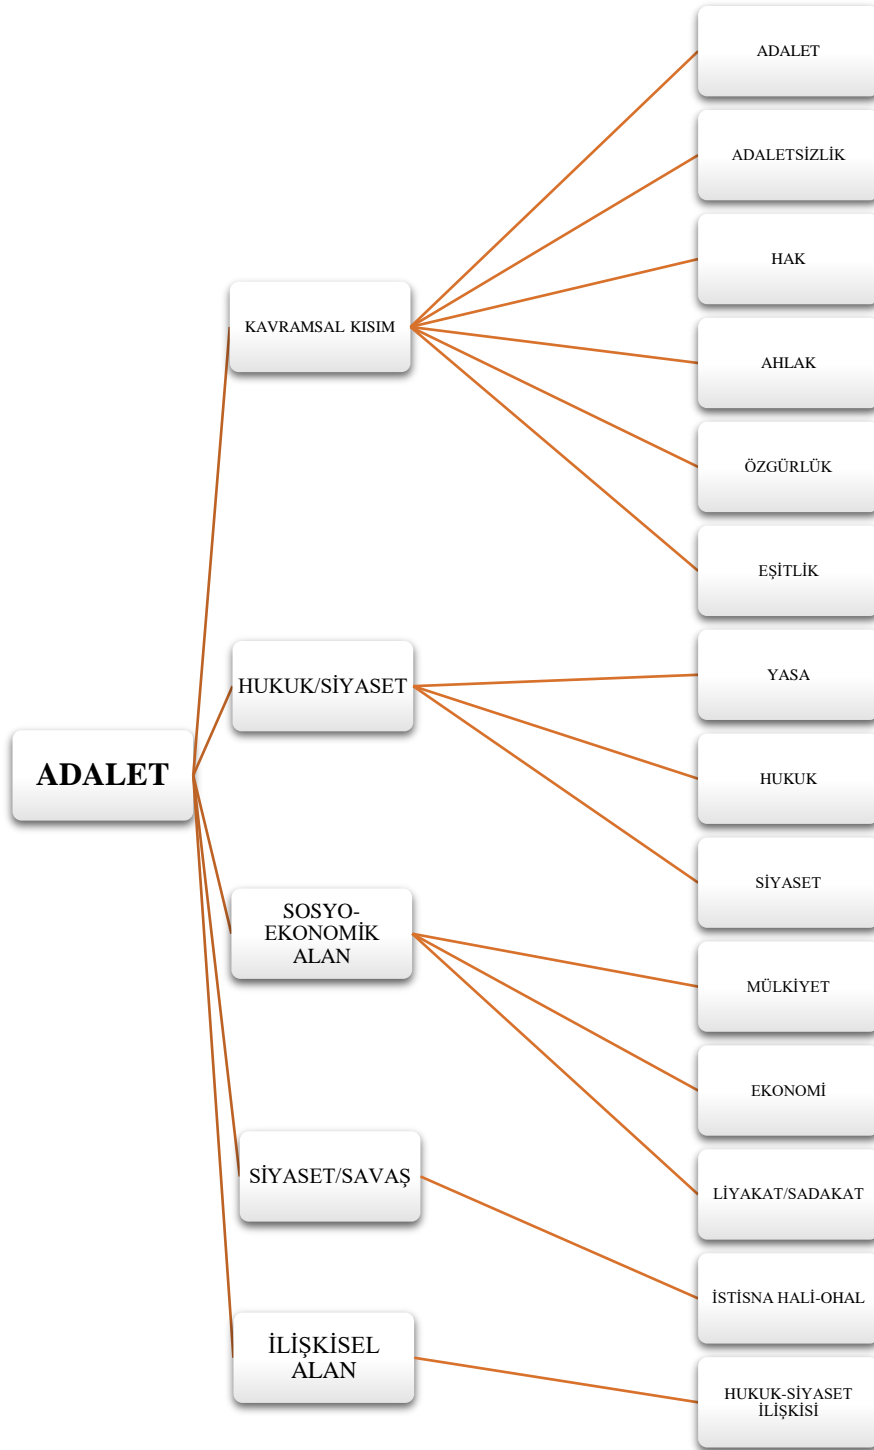 ADALET
KAVRAMSAL KISIM
ADALET
ADALETSİZLİK
HAK
AHLAK
ÖZGÜRLÜK
EŞİTLİK
HUKUK/SİYASET
YASA
HUKUK
SİYASET
SOSYO-
EKONOMİK
ALAN
MÜLKİYET
EKONOMİ
LİYAKAT/SADAKAT
SİYASET/SAVAŞ
İSTİSNA HALİ-OHAL
İLİŞKİSEL
ALAN
HUKUK-SİYASET
İLİŞKİSİ